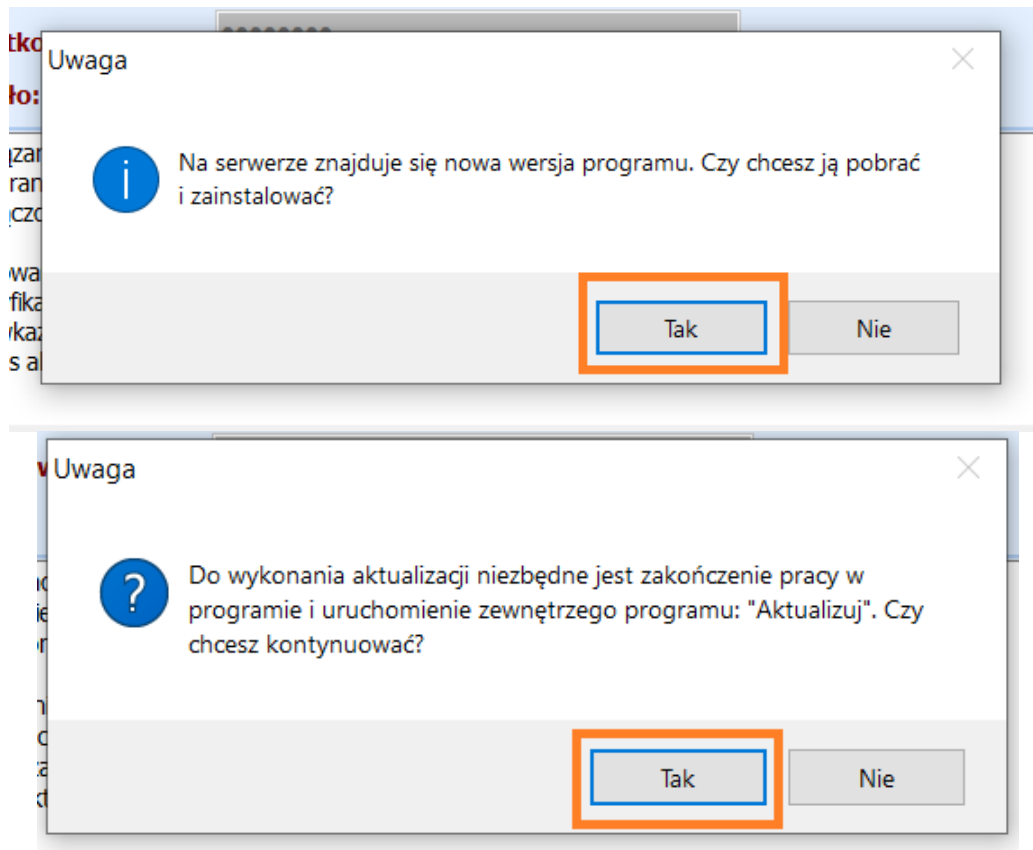 Uwaga
Na serwerze znajduje się nowa wersja programu. Czy chcesz ją pobrać
i zainstalować?
Tak
Nie
Uwaga
Do wykonania aktualizacji niezbędne jest zakończenie pracy w
programie i uruchomienie zewnętrzego programu: "Aktualizuj". Czy
chcesz kontynuować?
Tak
Nie